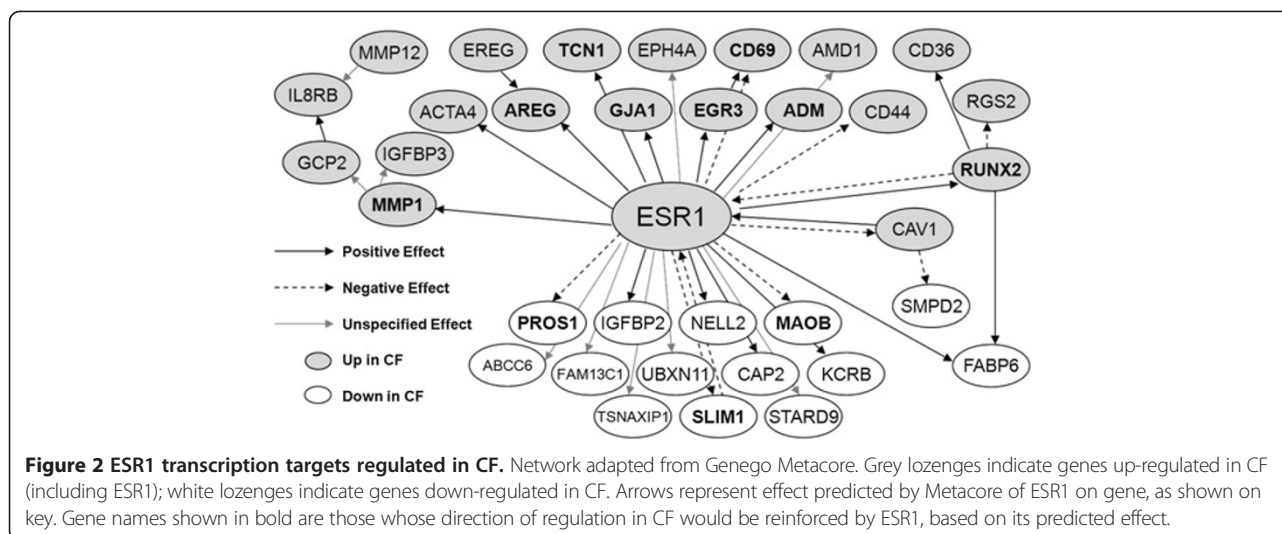 MMP12
EREG
TCN1
EPH4A
CD69
AMD1
CD36
IL8RB
ACTA4
AREG
GJA1
EGR3
ADM
CD44
RGS2
GCP2
IGFBP3
RUNX2
MMP1
ESR1
CAV1
Positive Effect
Negative Effect
Unspecified Effect
Up in CF
Down in CF
SMPD2
PROS1
IGFBP2
NELL2
MAOB
ABCC6
FAM13C1
UBXN11
CAP2
KCRB
FABP6
TSNAXIP1
SLIM1
STARD9
Figure 2 ESR1 transcription targets regulated in CF. Network adapted from Genego Metacore. Grey lozenges indicate genes up-regulated in CF
(including ESR1); white lozenges indicate genes down-regulated in CF. Arrows represent effect predicted by Metacore of ESR1 on gene, as shown on
key. Gene names shown in bold are those whose direction of regulation in CF would be reinforced by ESR1, based on its predicted effect.